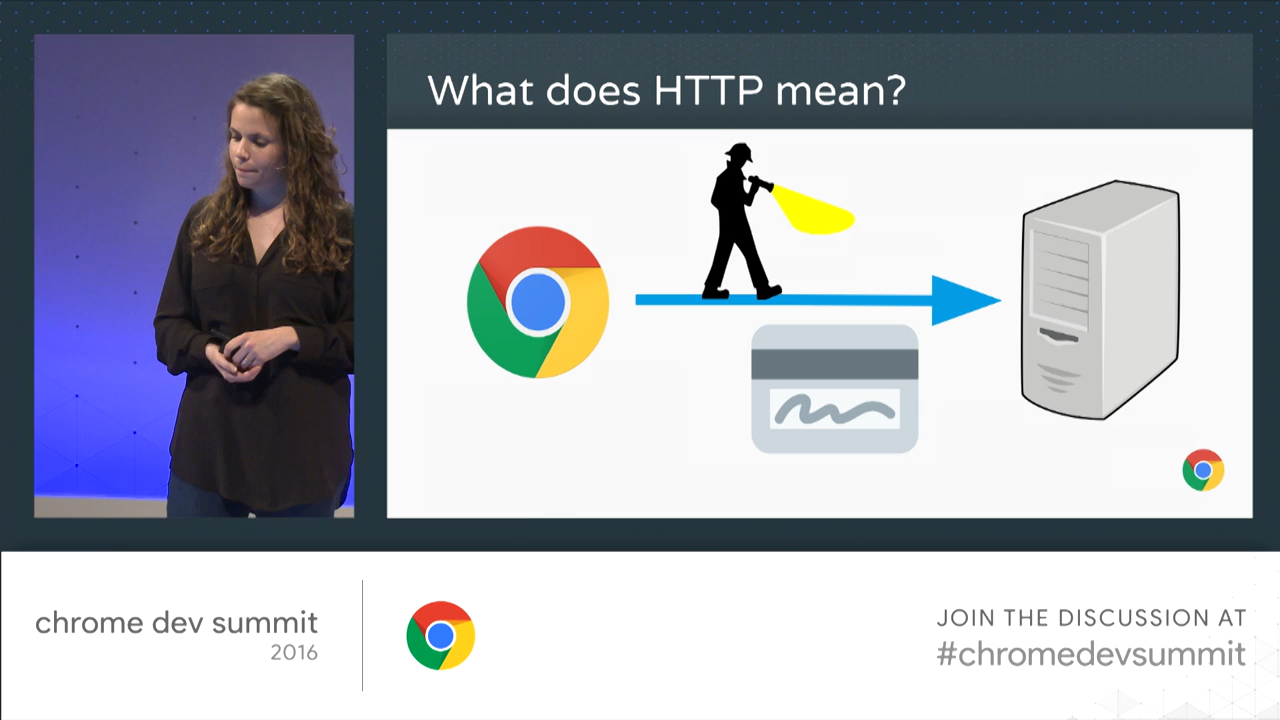 What does HTTP mean?
chrome dev summit
2016
JOIN THE DISCUSSION AT
#chromedevsummit